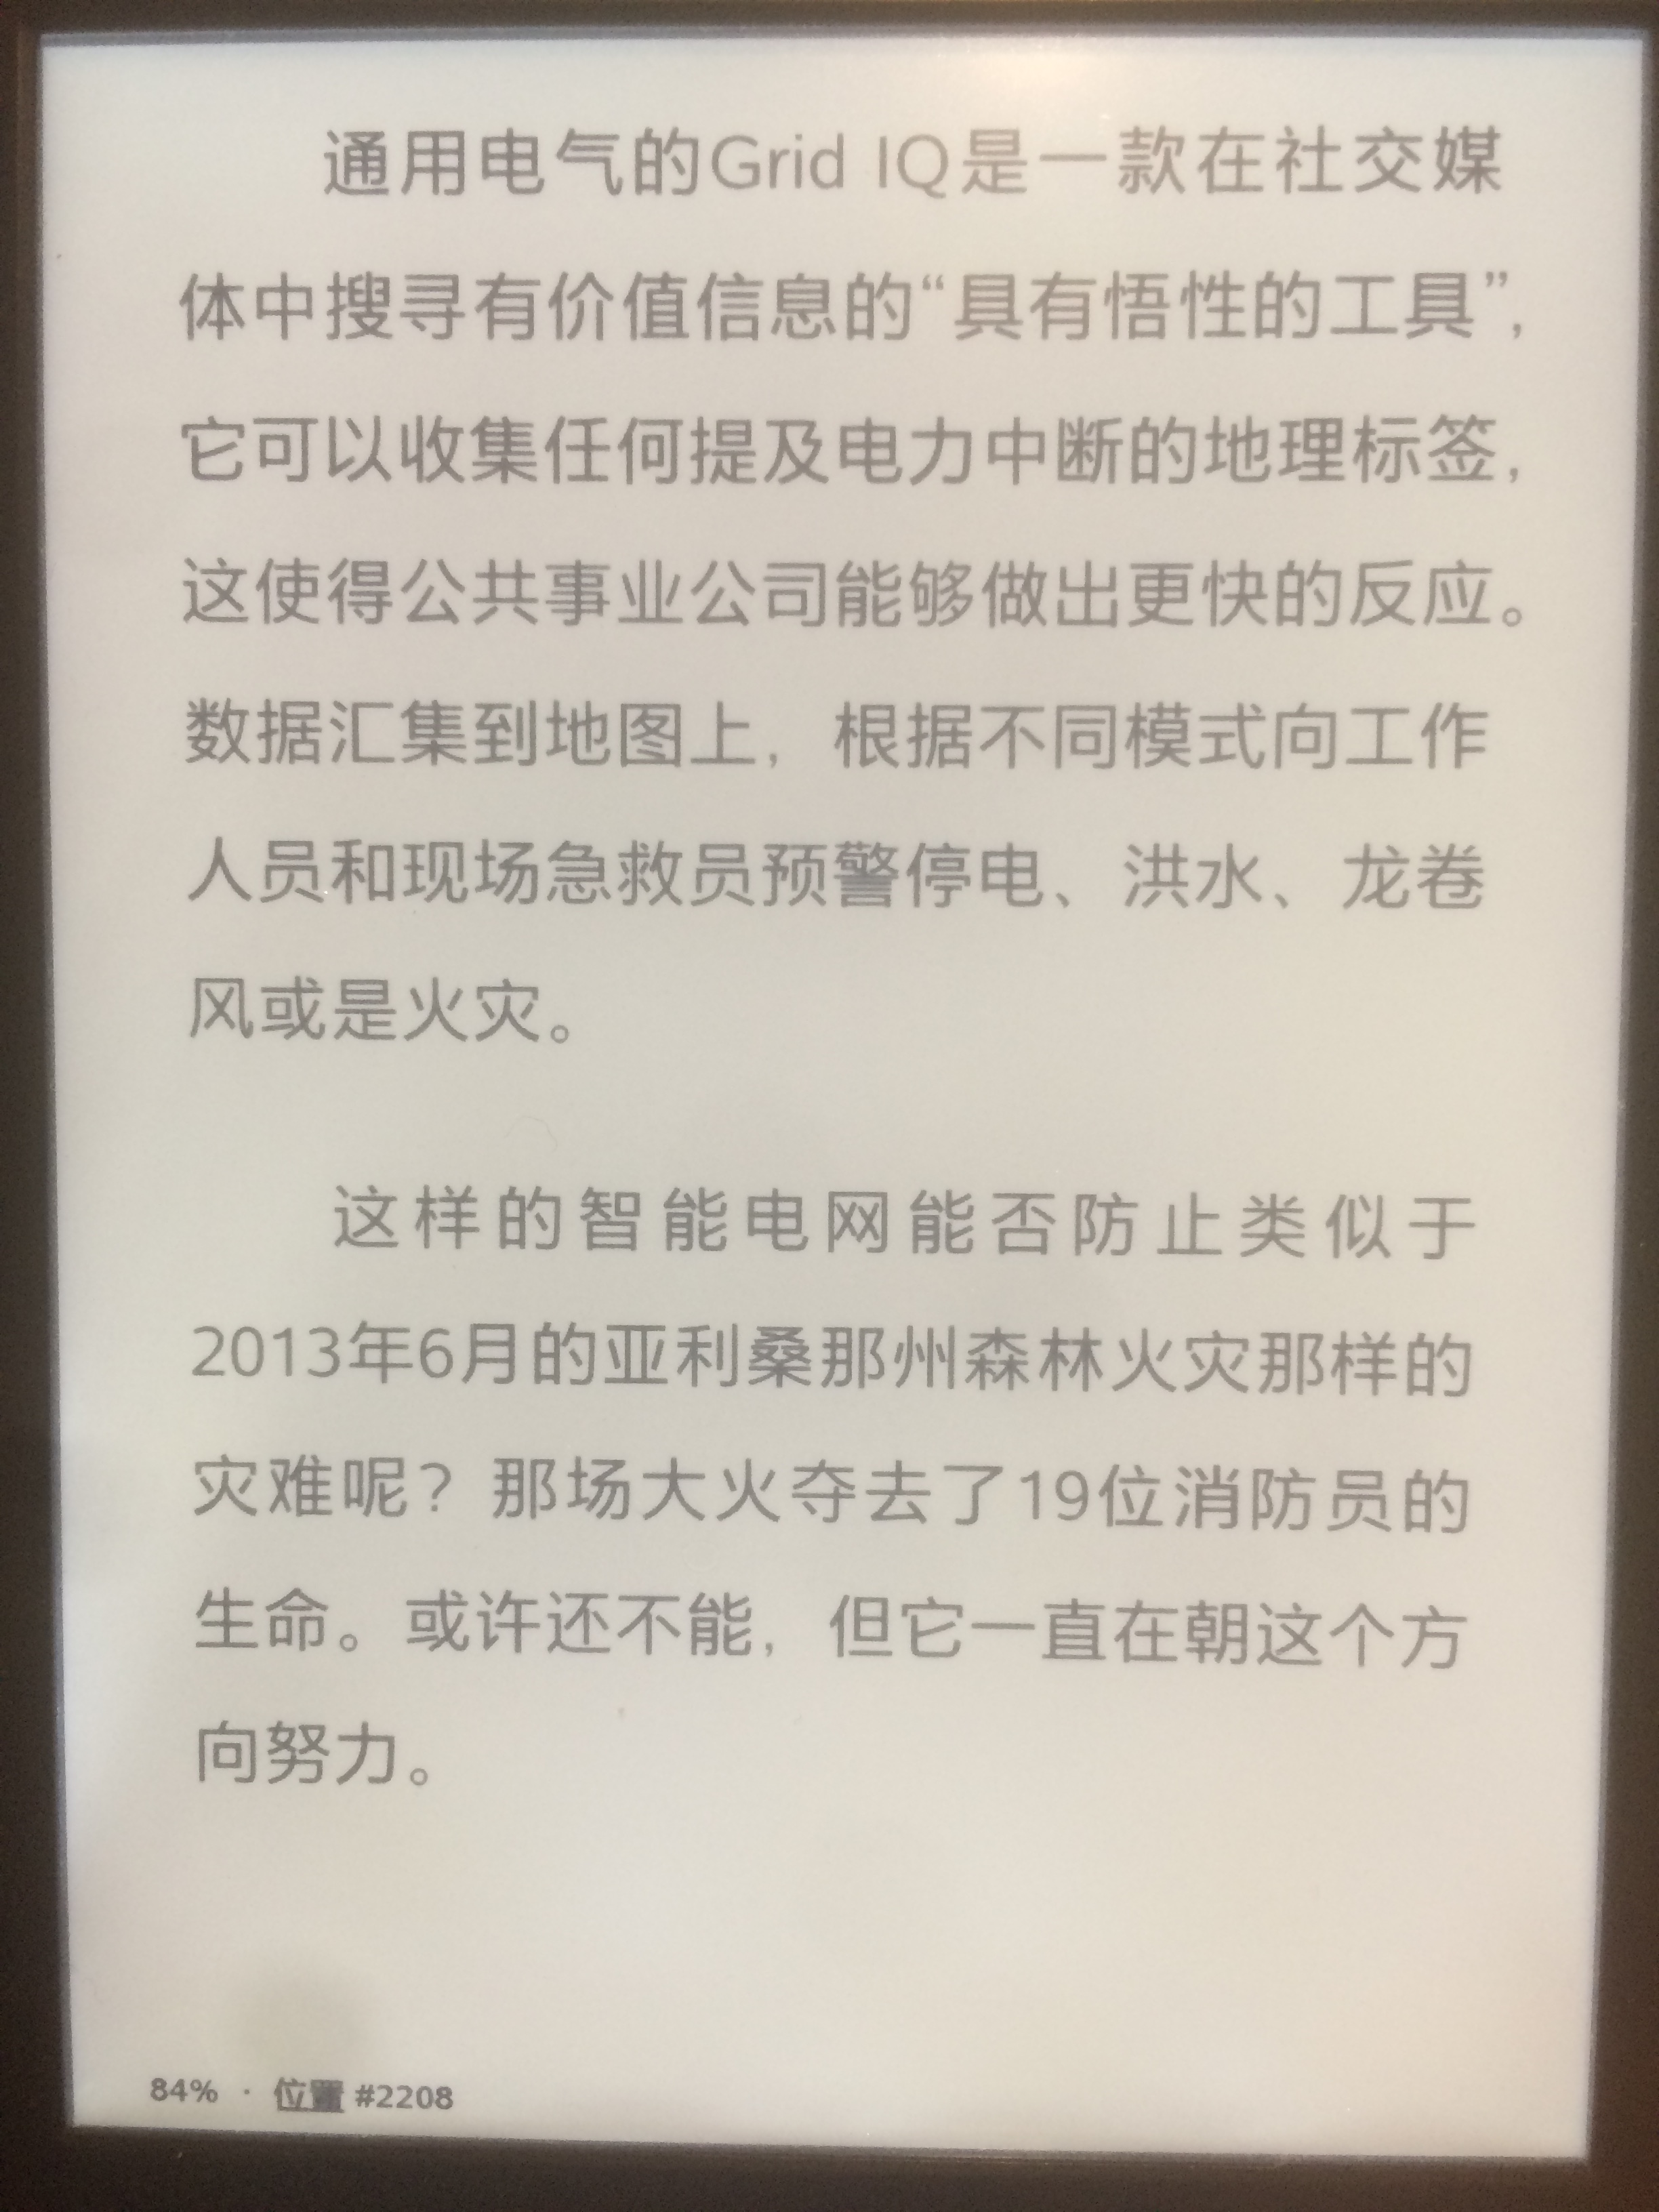 通用电气的Grid IQ是一款在社交媒
体中搜寻有价值信息的“具有悟性的工具”，
它可以收集任何提及电力中断的地理标签，
这使得公共事业公司能够做出更快的反应。
数据汇集到地图上，根据不同模式向工作
人员和现场急救员预警停电、洪水、龙卷
风或是火灾。
这样的智能电网能否防止类似于
2013年6月的亚利桑那州森林火灾那样的
灾难呢？那场大火夺去了19位消防员的
生命。或许还不能，但它一直在朝这个方
向努力。
84% · 位置 #2208